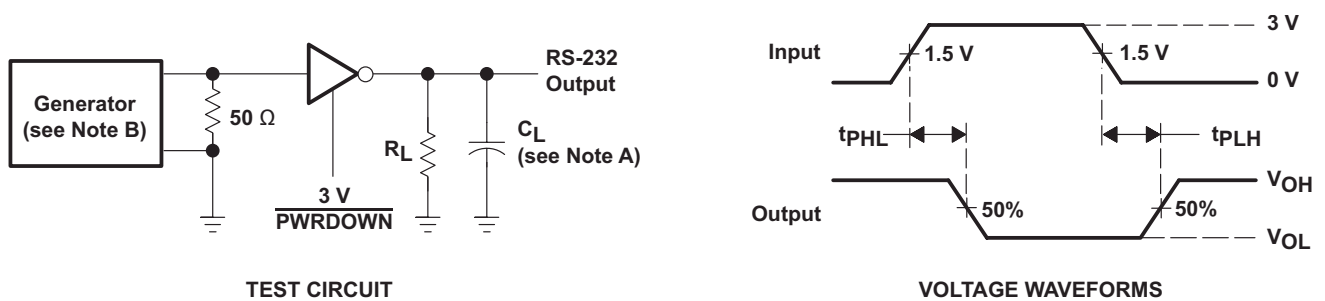 Generator
(see Note B)
50 Ω
3 V
PWRDOWN
RL
CL
(see Note A)
RS-232
Output
TEST CIRCUIT
Input
1.5 V
1.5 V
3 V
0 V
tPHL
tPLH
Output
50%
50%
VOH
VOL
VOLTAGE WAVEFORMS